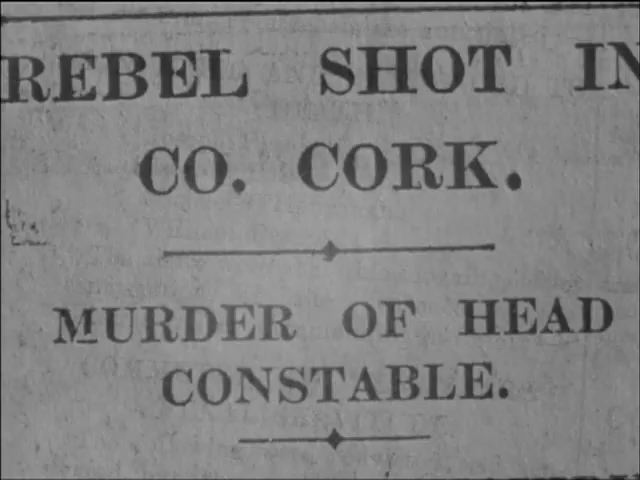 REBEL SHOT IN
CO. CORK.
MURDER OF HEAD
CONSTABLE.